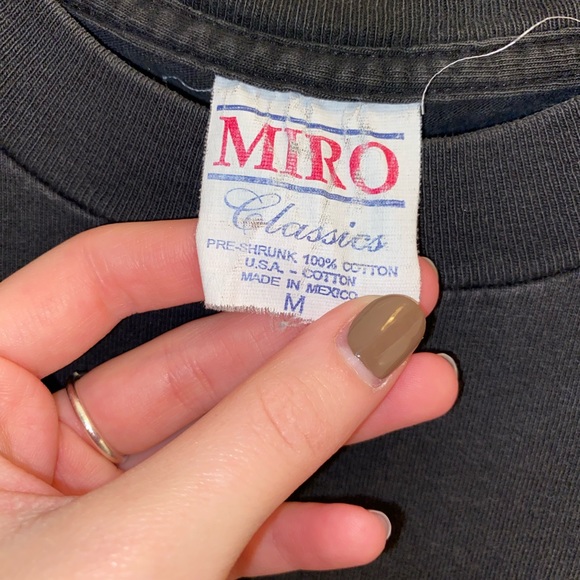 MIRO
Classics
PRE-SHRUNK 100% COTTON
U.S.A. - COTTON
MADE IN MEXICO
M